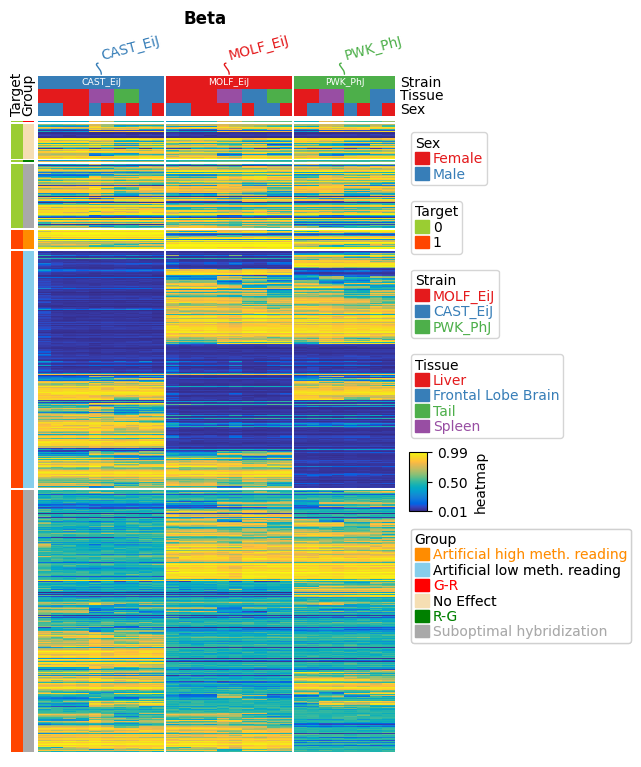 Beta
CAST_EiJ
MOLF_EiJ
PWK_PhJ
Target
Group
CAST_EiJ
MOLF_EiJ
PWK_PhJ
Strain
Tissue
Sex
Sex
Female
Male
Target
0
1
Strain
MOLF_EiJ
CAST_EiJ
PWK_PhJ
Tissue
Liver
Frontal Lobe Brain
Tail
Spleen
0.99
0.50
0.01
heatmap
Group
Artificial high meth. reading
Artificial low meth. reading
G-R
No Effect
R-G
Suboptimal hybridization